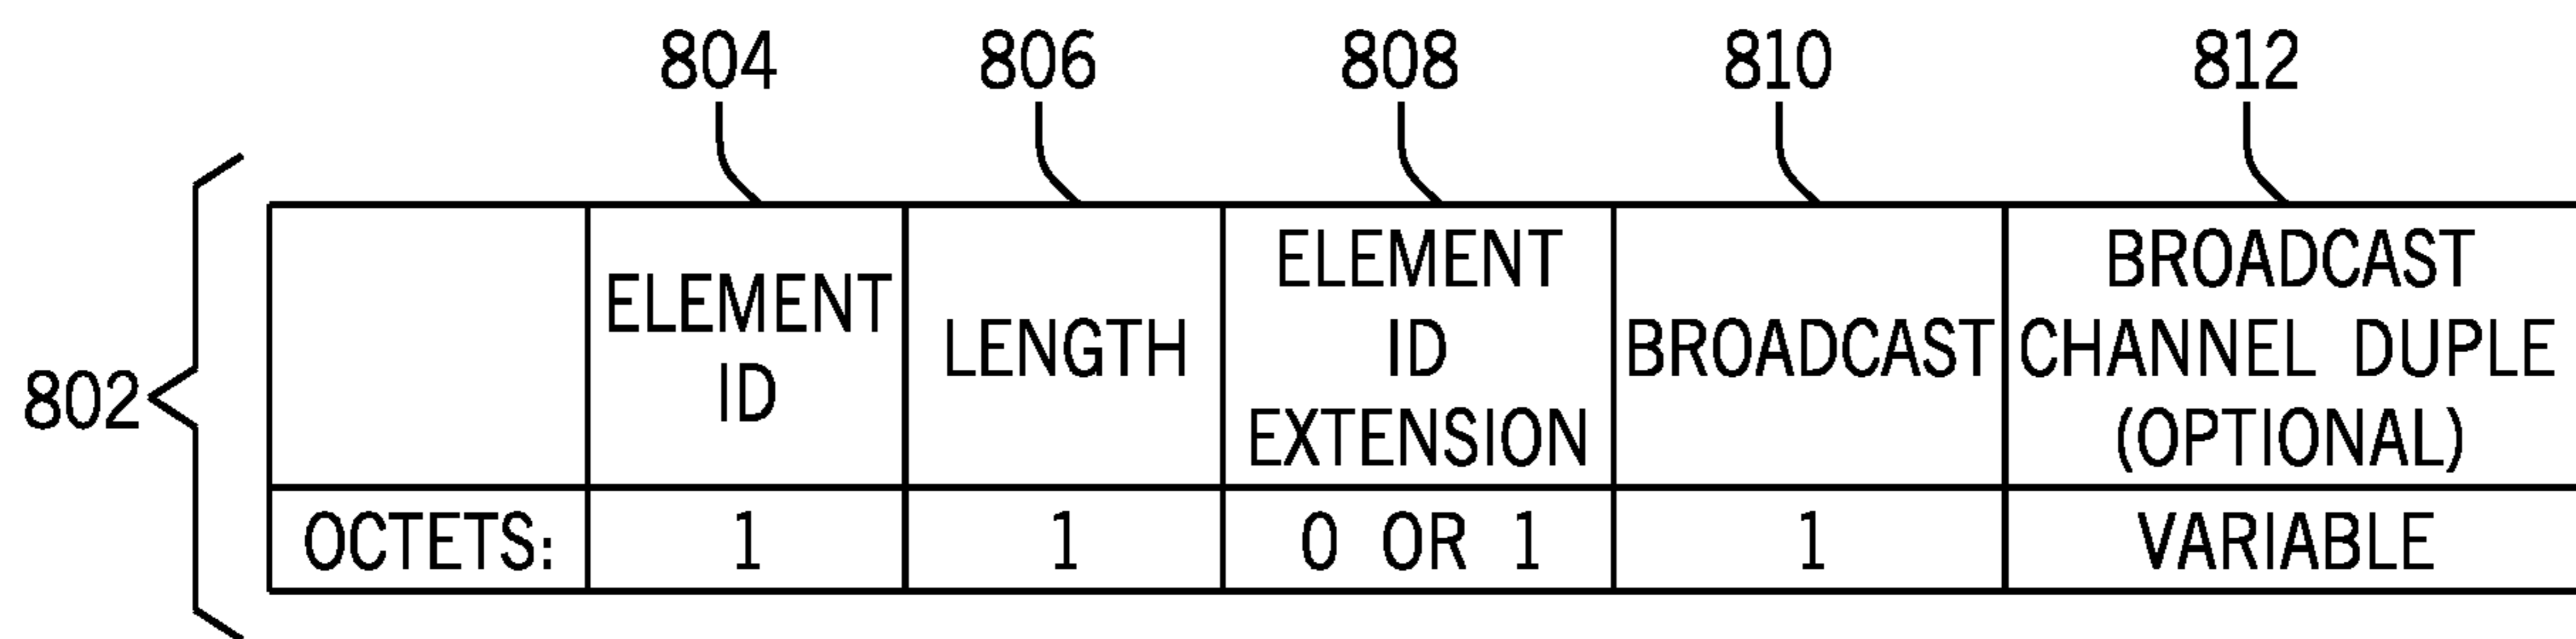 804 806 808 810 812
802
ELEMENT
ID
LENGTH
ELEMENT
ID
EXTENSION
BROADCAST
BROADCAST
CHANNEL DUPLE
(OPTIONAL)
OCTETS: 1 1 0 OR 1 1 VARIABLE